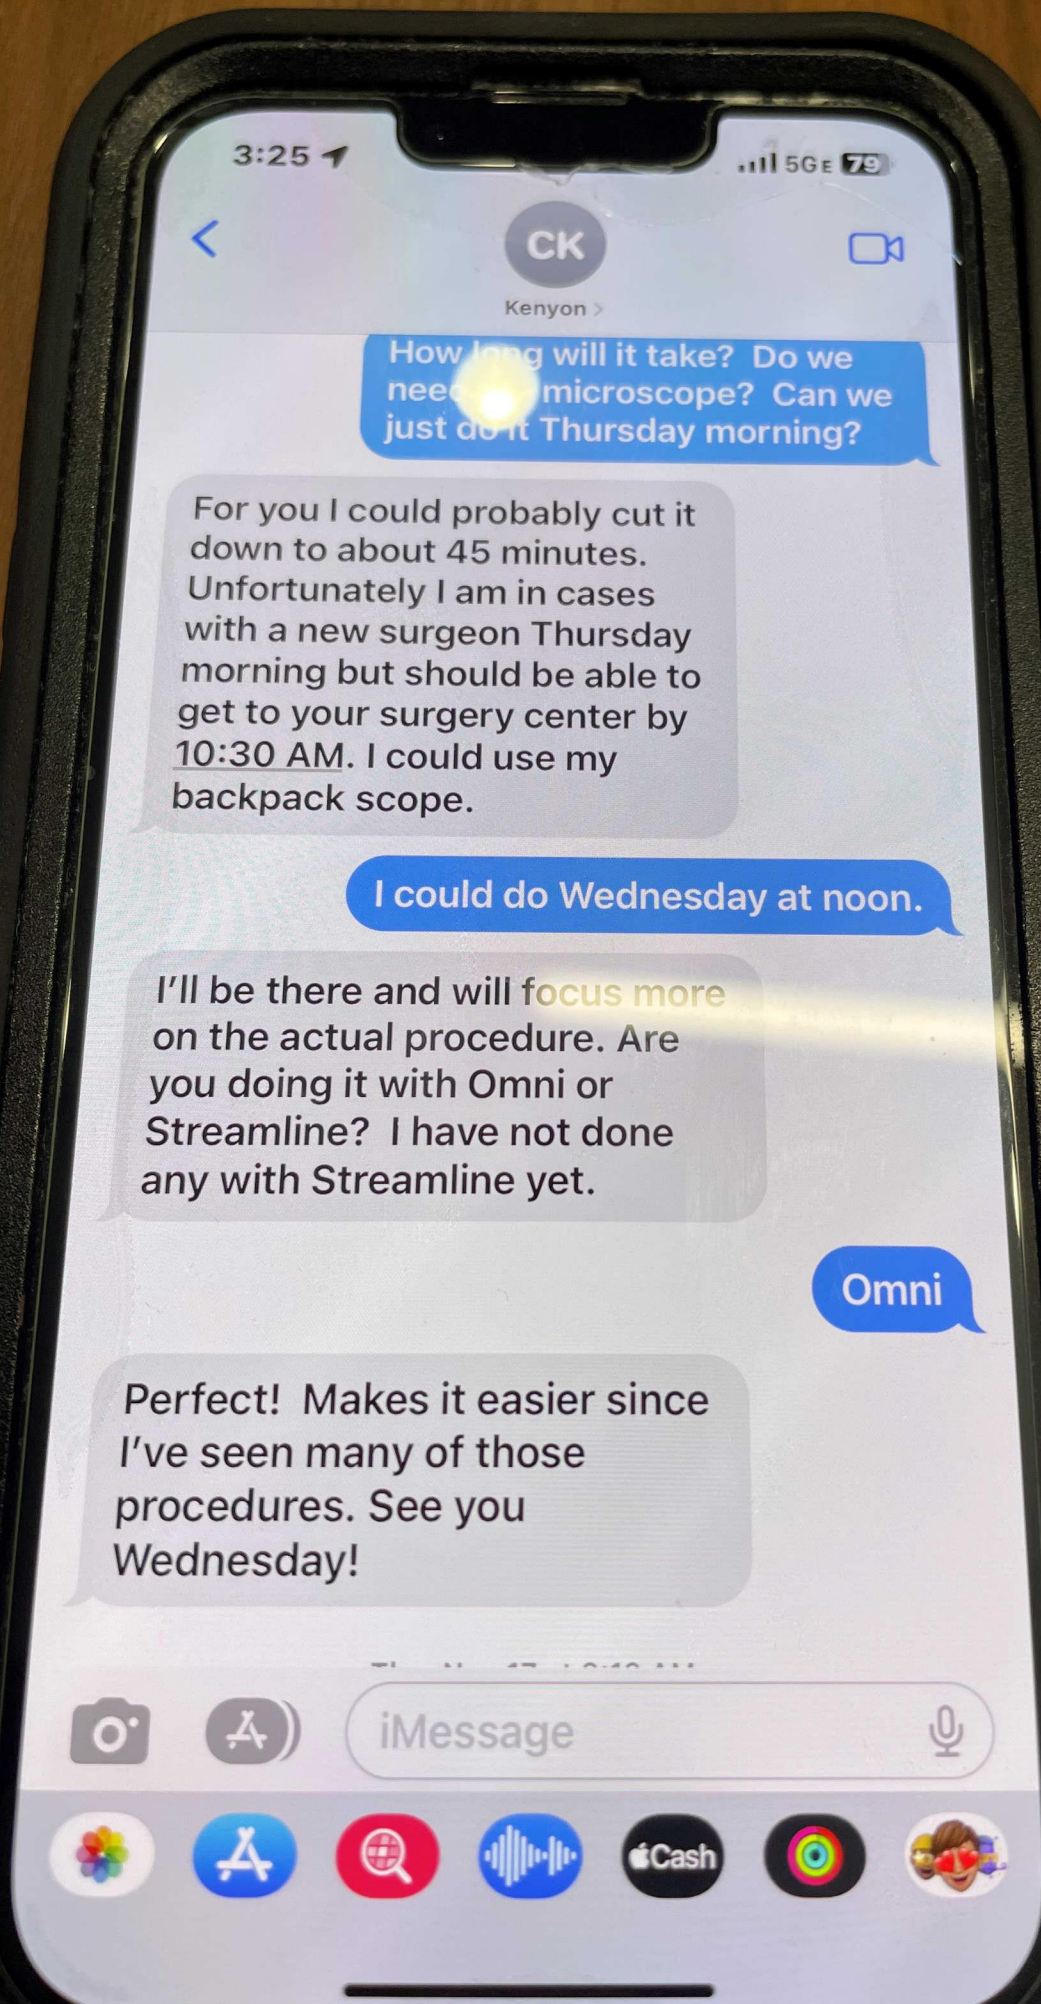 3:25
5GE 79
CK
Kenyon >
How long will it take? Do we
need microscope? Can we
just do it Thursday morning?
For you I could probably cut it
down to about 45 minutes.
Unfortunately I am in cases
with a new surgeon Thursday
morning but should be able to
get to your surgery center by
10:30 AM. I could use my
backpack scope.
I could do Wednesday at noon.
I'll be there and will focus more
on the actual procedure. Are
you doing it with Omni or
Streamline? I have not done
any with Streamline yet.
Omni
Perfect! Makes it easier since
I've seen many of those
procedures. See you
Wednesday!
iMessage
Cash